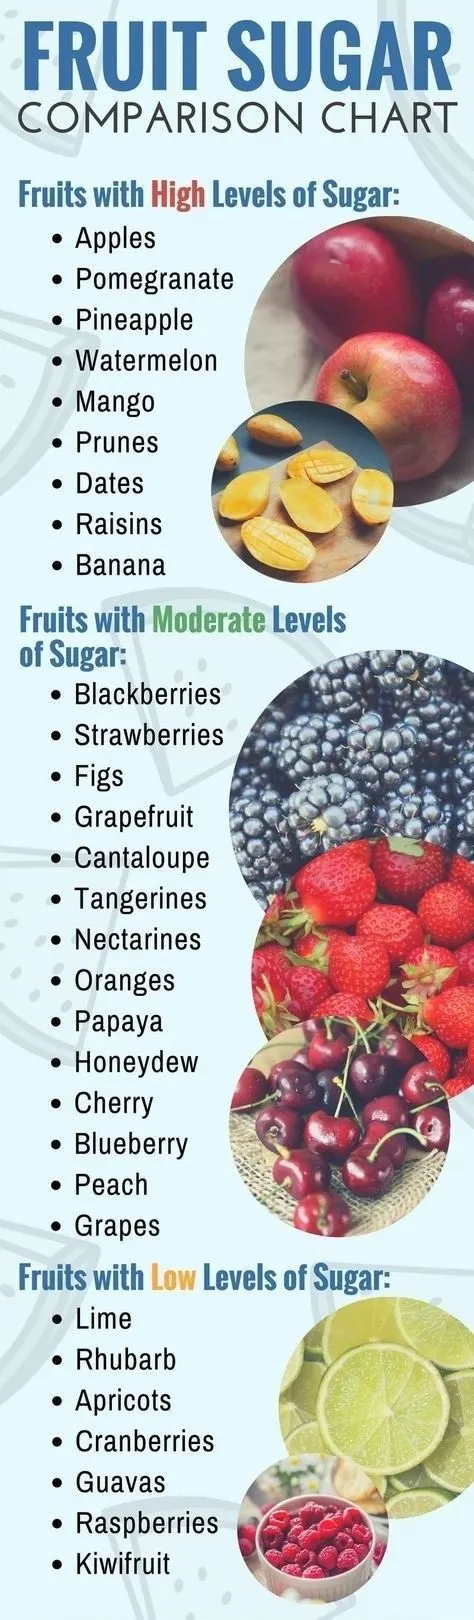 FRUIT SUGAR
COMPARISON CHART
Fruits with High Levels of Sugar:
• Apples
• Pomegranate
• Pineapple
• Watermelon
• Mango
• Prunes
• Dates
• Raisins
• Banana
Fruits with Moderate Levels
of Sugar:
• Blackberries
• Strawberries
• Figs
• Grapefruit
• Cantaloupe
• Tangerines
• Nectarines
• Oranges
• Papaya
• Honeydew
• Cherry
• Blueberry
• Peach
• Grapes
Fruits with Low Levels of Sugar:
• Lime
• Rhubarb
• Apricots
• Cranberries
• Guavas
• Raspberries
• Kiwifruit